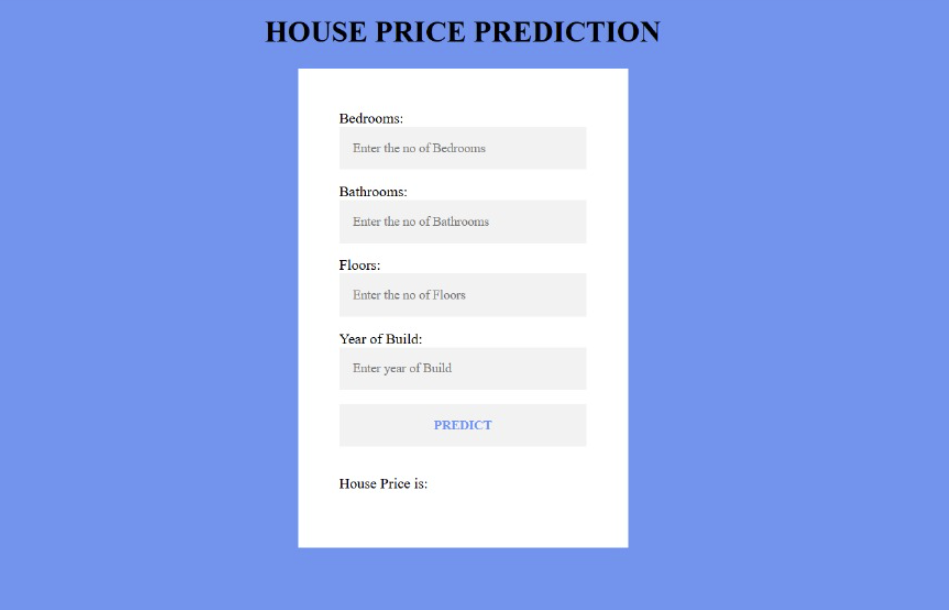 HOUSE PRICE PREDICTION
Bedrooms:
Enter the no of Bedrooms
Bathrooms:
Enter the no of Bathrooms
Floors:
Enter the no of Floors
Year of Build:
Enter year of Build
PREDICT
House Price is: